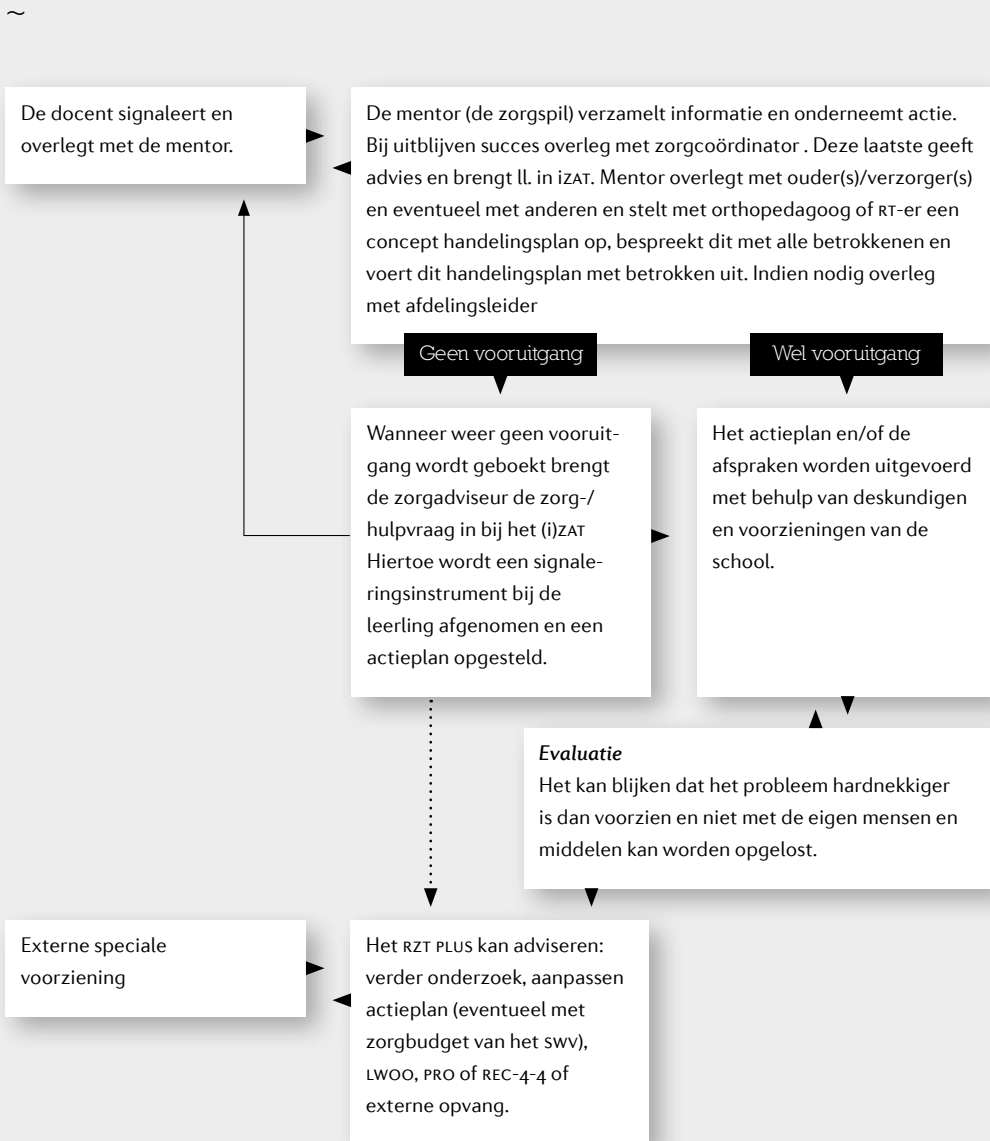 ~
De docent signaleert en
overlegt met de mentor.
De mentor (de zorgspil) verzamelt informatie en onderneemt actie.
Bij uitblijven succes overleg met zorgcoördinator . Deze laatste geeft
advies en brengt ll. in iZAT. Mentor overlegt met ouder(s)/verzorger(s)
en eventueel met anderen en stelt met orthopedagoog of RT-er een
concept handelingsplan op, bespreekt dit met alle betrokkenen en
voert dit handelingsplan met betrokken uit. Indien nodig overleg
met afdelingsleider
Geen vooruitgang
Wel vooruitgang
Wanneer weer geen vooruit-
gang wordt geboekt brengt
de zorgadviseur de zorg-/
hulpvraag in bij het (i)ZAT
Hiertoe wordt een signale-
ringsinstrument bij de
leerling afgenomen en een
actieplan opgesteld.
Het actieplan en/of de
afspraken worden uitgevoerd
met behulp van deskundigen
en voorzieningen van de
school.
Evaluatie
Het kan blijken dat het probleem hardnekkiger
is dan voorzien en niet met de eigen mensen en
middelen kan worden opgelost.
Externe speciale
voorziening
Het RZT PLUS kan adviseren:
verder onderzoek, aanpassen
actieplan (eventueel met
zorgbudget van het SWV),
LWOO, PRO of REC-4-4 of
externe opvang.